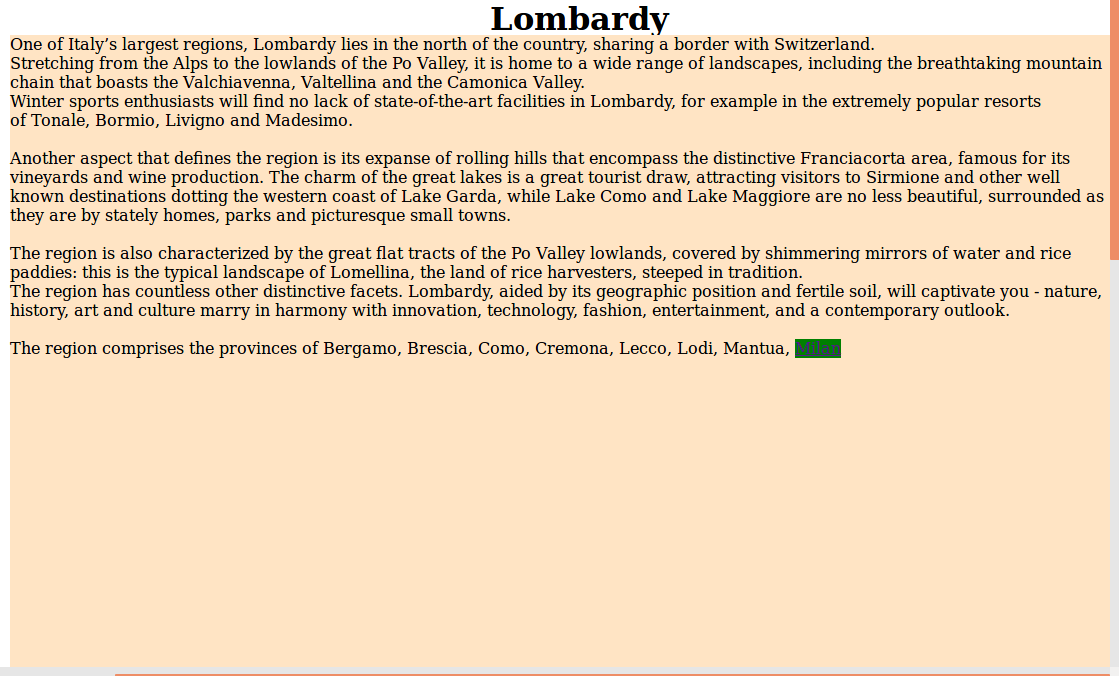 Lombardy
One of Italy’s largest regions, Lombardy lies in the north of the country, sharing a border with Switzerland.
Stretching from the Alps to the lowlands of the Po Valley, it is home to a wide range of landscapes, including the breathtaking mountain
chain that boasts the Valchiavenna, Valtellina and the Camonica Valley.
Winter sports enthusiasts will find no lack of state-of-the-art facilities in Lombardy, for example in the extremely popular resorts
of Tonale, Bormio, Livigno and Madesimo.
Another aspect that defines the region is its expanse of rolling hills that encompass the distinctive Franciacorta area, famous for its
vineyards and wine production. The charm of the great lakes is a great tourist draw, attracting visitors to Sirmione and other well
known destinations dotting the western coast of Lake Garda, while Lake Como and Lake Maggiore are no less beautiful, surrounded as
they are by stately homes, parks and picturesque small towns.
The region is also characterized by the great flat tracts of the Po Valley lowlands, covered by shimmering mirrors of water and rice
paddies: this is the typical landscape of Lomellina, the land of rice harvesters, steeped in tradition.
The region has countless other distinctive facets. Lombardy, aided by its geographic position and fertile soil, will captivate you - nature,
history, art and culture marry in harmony with innovation, technology, fashion, entertainment, and a contemporary outlook.
The region comprises the provinces of Bergamo, Brescia, Como, Cremona, Lecco, Lodi, Mantua, Milan